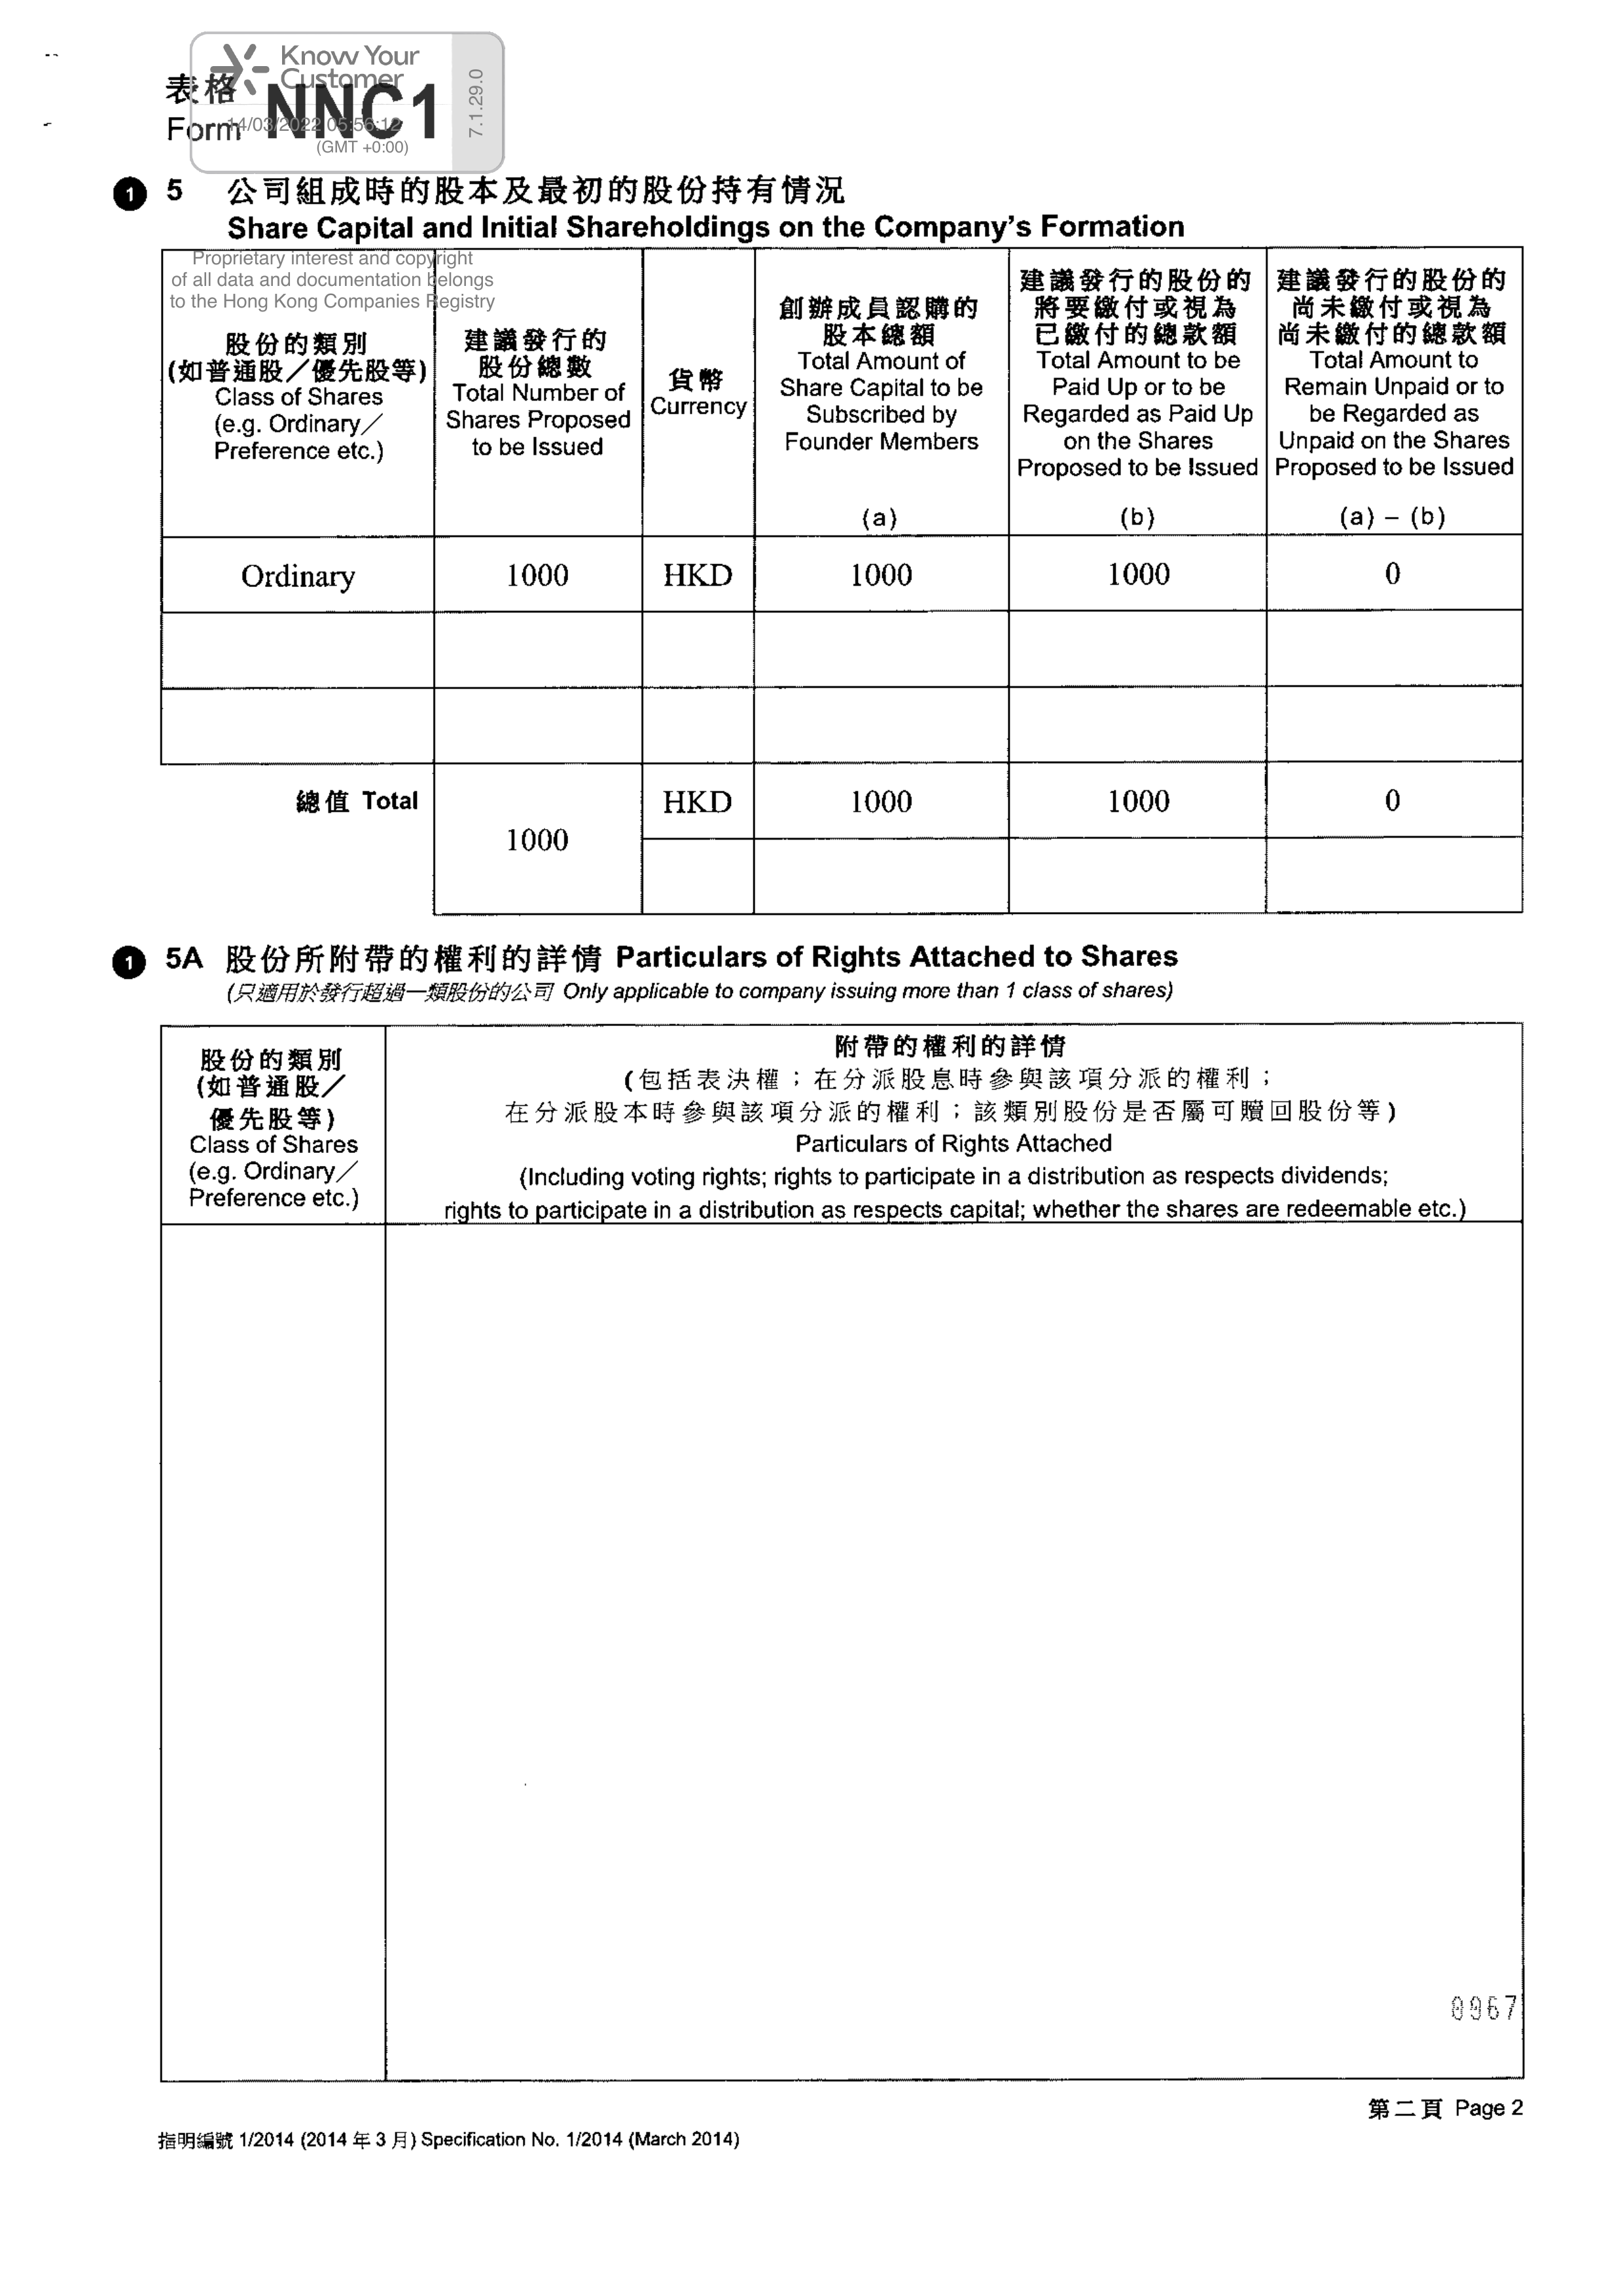 Know Your
Customer
14/03/2022 05:56:12
(GMT +0:00)
7.1.29.0
表格
Form NNC1
1 5 公司組成時的股本及最初的股份持有情況
Share Capital and Initial Shareholdings on the Company's Formation
Proprietary interest and copyright
of all data and documentation belongs
to the Hong Kong Companies Registry
股份的類別
(如普通股／優先股等)
Class of Shares
(e.g. Ordinary／
Preference etc.)
建議發行的
股份總數
Total Number of
Shares Proposed
to be Issued
貨幣
Currency
創辦成員認購的
股本總額
Total Amount of
Share Capital to be
Subscribed by
Founder Members
(a)
建議發行的股份的
將要繳付或視為
已繳付的總款額
Total Amount to be
Paid Up or to be
Regarded as Paid Up
on the Shares
Proposed to be Issued
(b)
建議發行的股份的
尚未繳付或視為
尚未繳付的總款額
Total Amount to
Remain Unpaid or to
be Regarded as
Unpaid on the Shares
Proposed to be Issued
(a) – (b)
Ordinary 1000 HKD 1000 1000 0
總值 Total 1000 HKD 1000 1000 0
1 5A 股份所附帶的權利的詳情 Particulars of Rights Attached to Shares
(只適用於發行超過一類股份的公司 Only applicable to company issuing more than 1 class of shares)
股份的類別
(如普通股／
優先股等)
Class of Shares
(e.g. Ordinary／
Preference etc.)
附帶的權利的詳情
(包括表決權；在分派股息時參與該項分派的權利；
在分派股本時參與該項分派的權利；該類別股份是否屬可贖回股份等)
Particulars of Rights Attached
(Including voting rights; rights to participate in a distribution as respects dividends;
rights to participate in a distribution as respects capital; whether the shares are redeemable etc.)
第二頁 Page 2
指明編號 1/2014 (2014 年 3 月) Specification No. 1/2014 (March 2014)